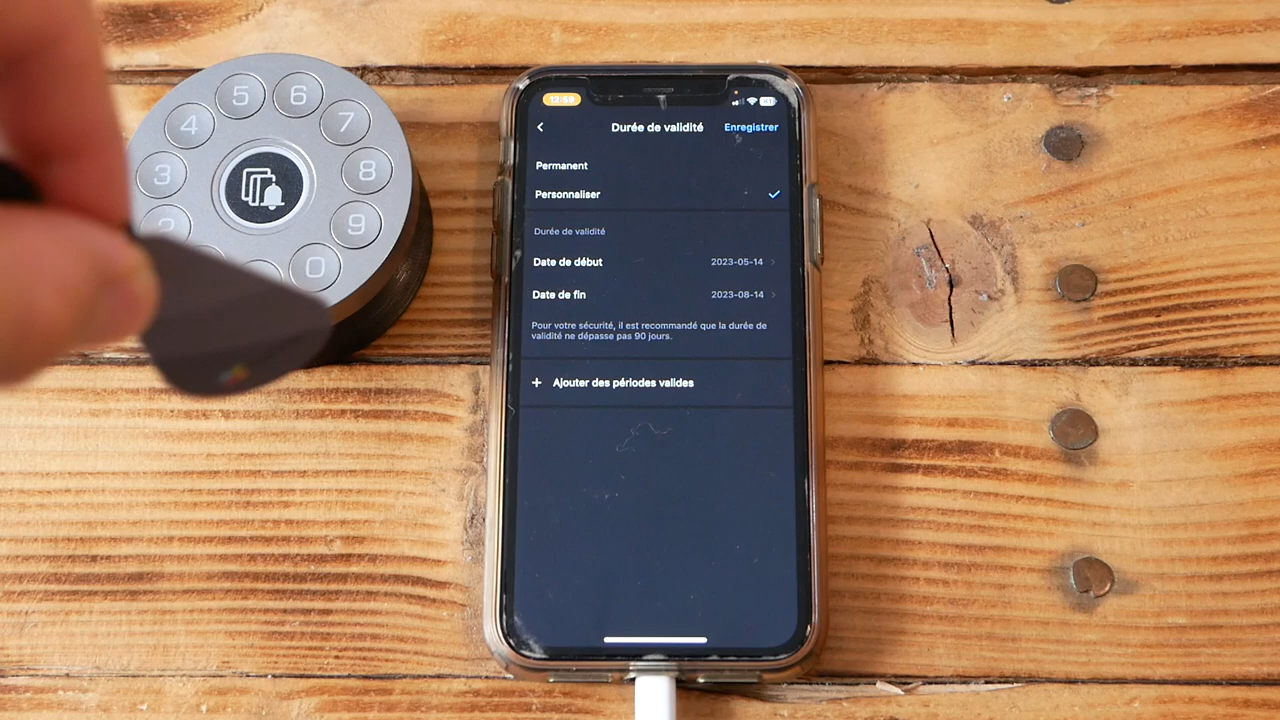 5
6
4
7
3
8
2
9
0
12:50
Durée de validité
Enregistrer
Permanent
Personnaliser
Durée de validité
Date de début
2023-05-14
Date de fin
2023-08-14
Pour votre sécurité, il est recommandé que la durée de
validité ne dépasse pas 90 jours.
+ Ajouter des périodes valides